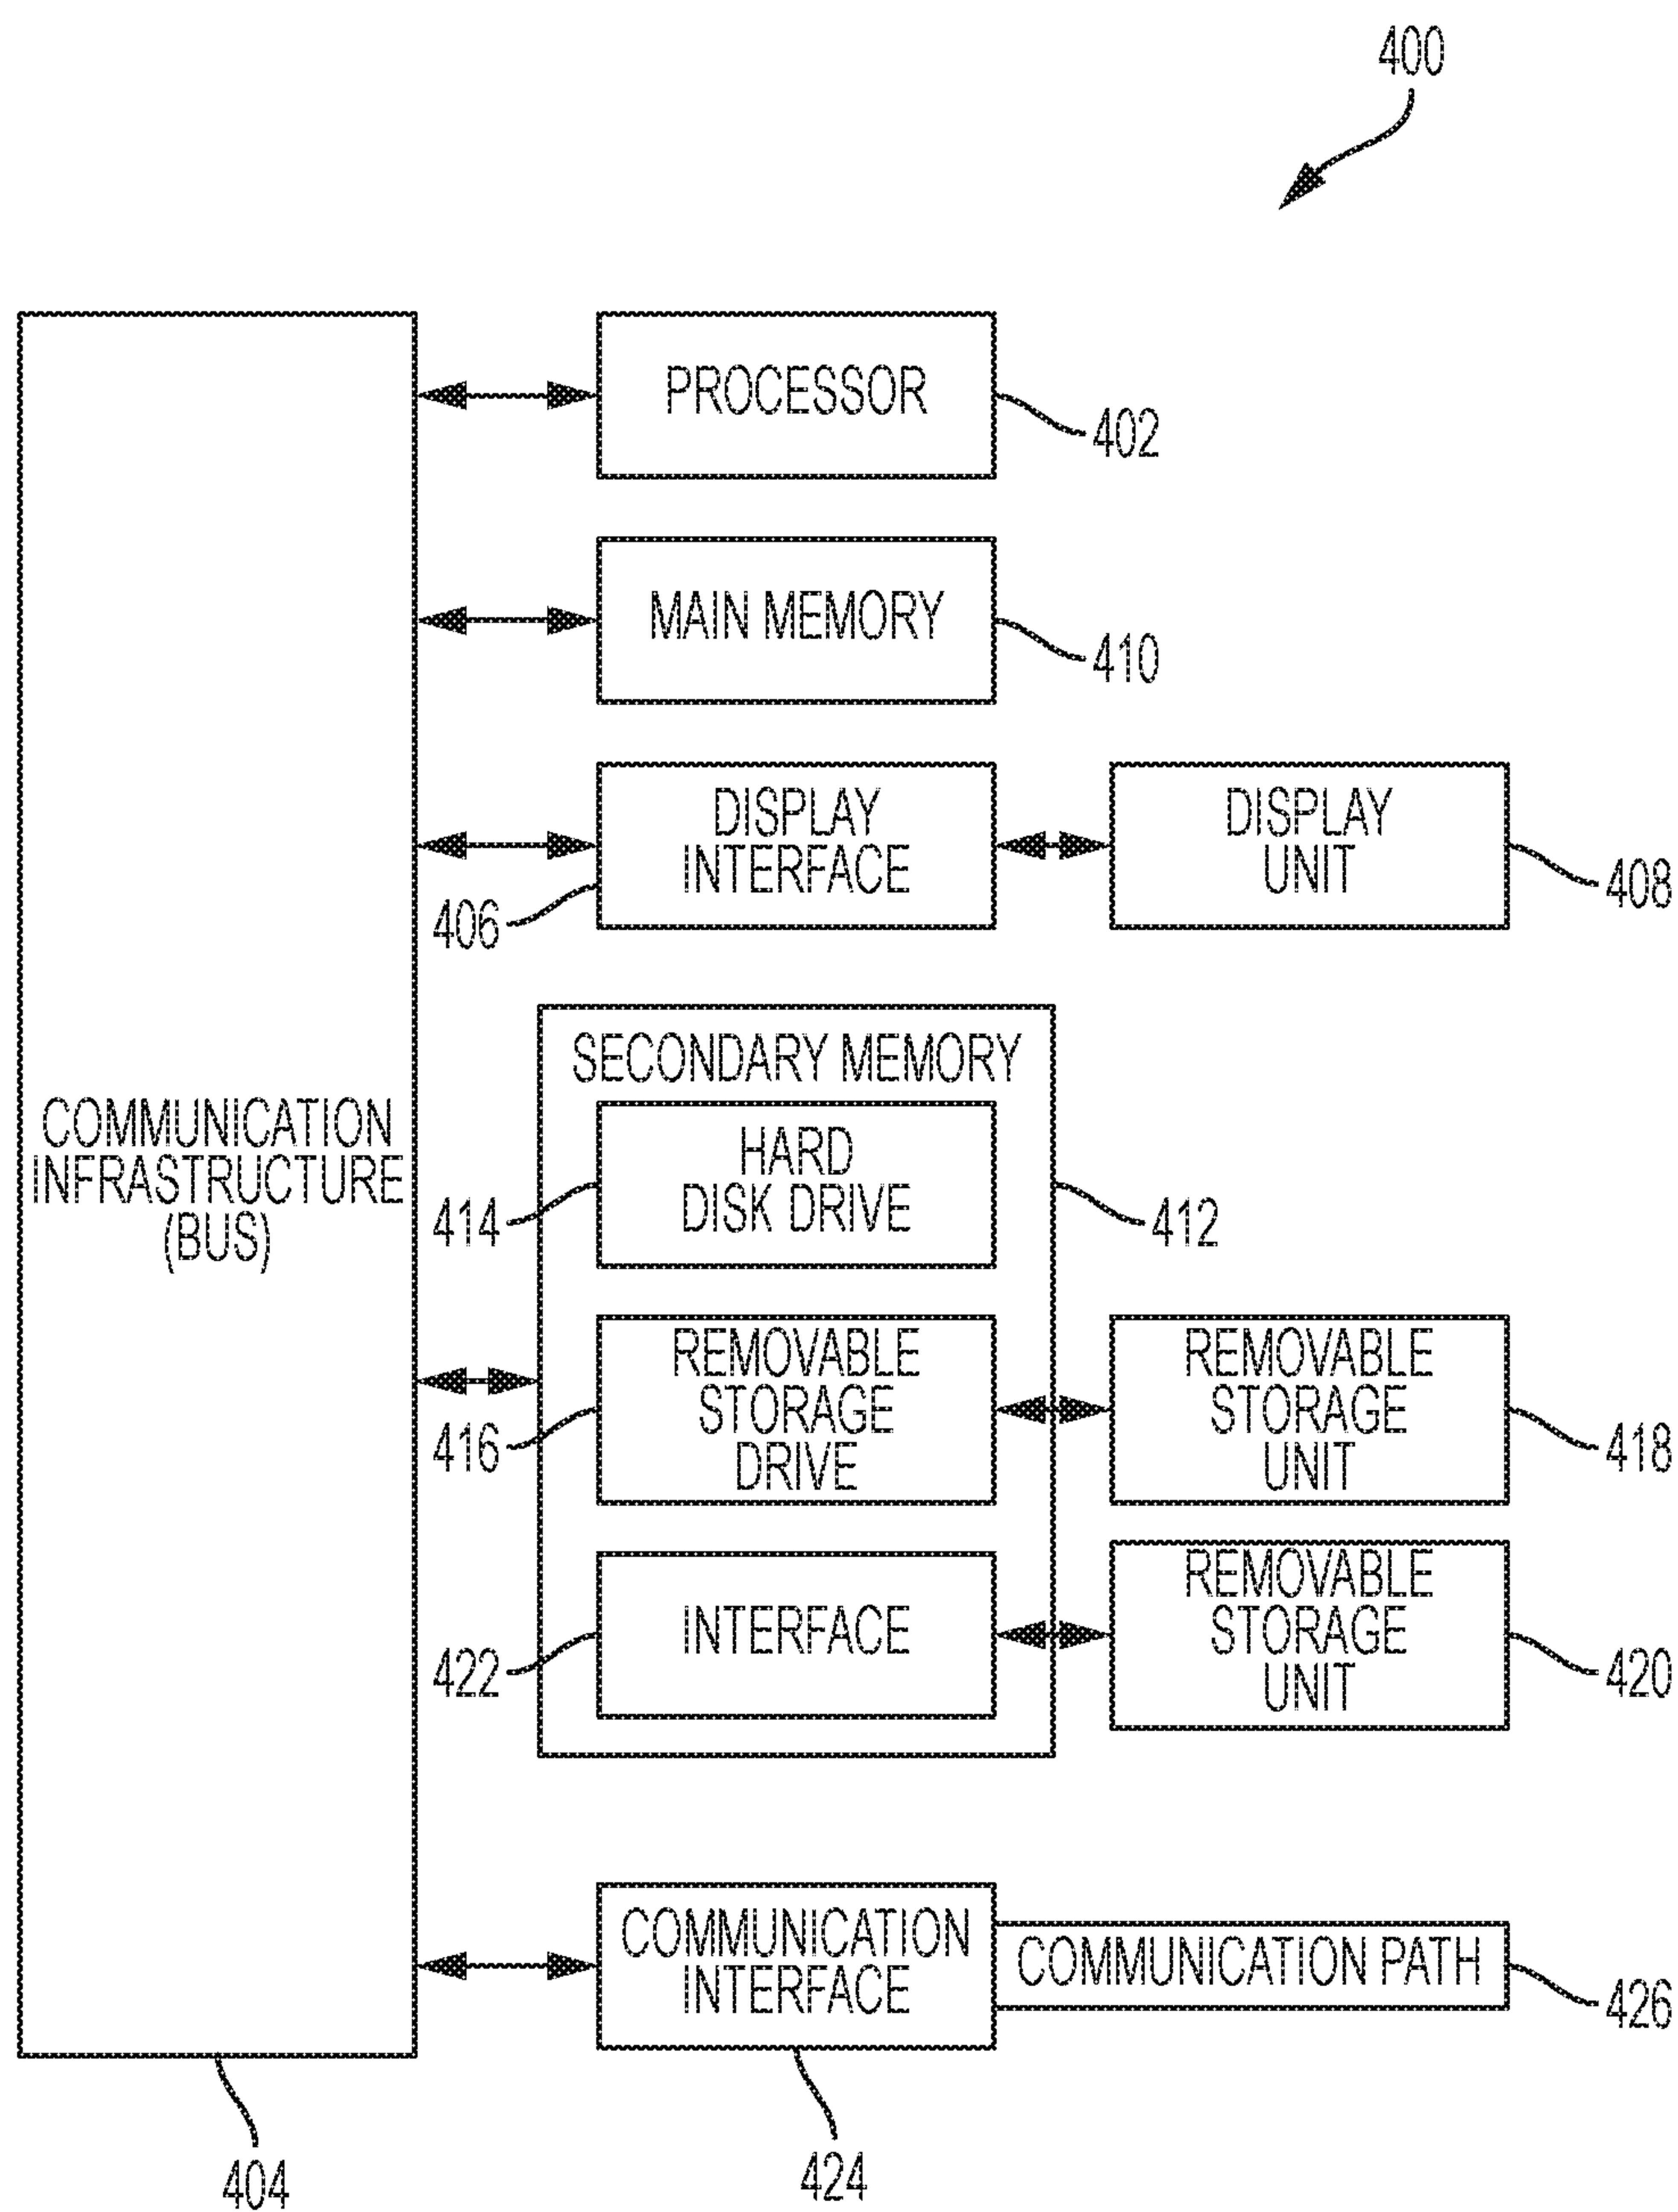 400
PROCESSOR
402
MAIN MEMORY
410
DISPLAY
INTERFACE
406
DISPLAY
UNIT
408
COMMUNICATION
INFRASTRUCTURE
(BUS)
404
SECONDARY MEMORY
412
HARD
DISK DRIVE
414
REMOVABLE
STORAGE
DRIVE
416
REMOVABLE
STORAGE
UNIT
418
INTERFACE
422
REMOVABLE
STORAGE
UNIT
420
COMMUNICATION
INTERFACE
424
COMMUNICATION PATH
426